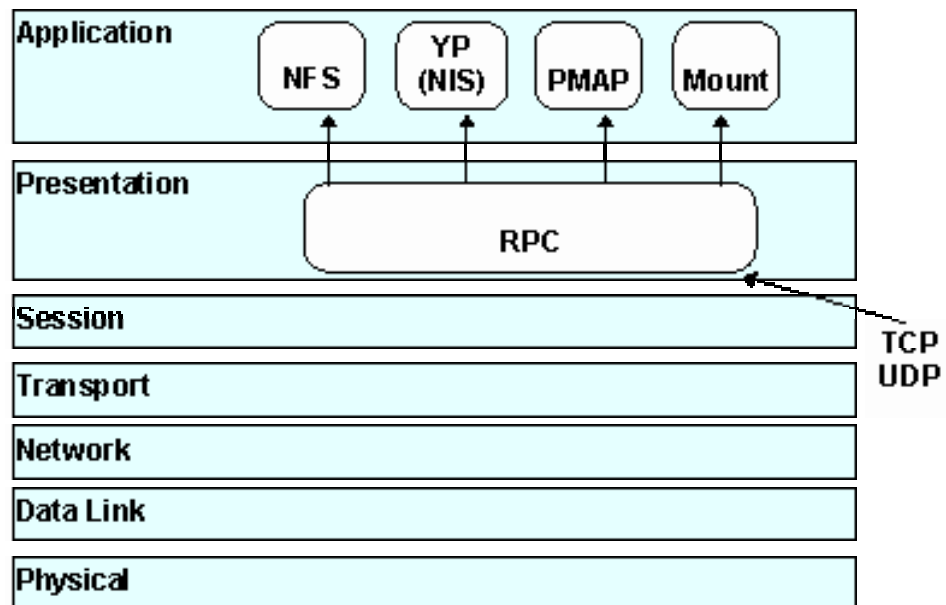 Application
NFS
YP
(NIS)
PMAP
Mount
Presentation
RPC
Session
TCP
UDP
Transport
Network
Data Link
Physical